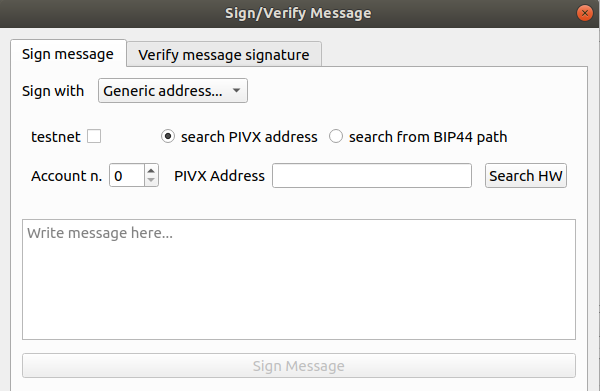 Sign/Verify Message
Sign message Verify message signature
Sign with Generic address...
testnet search PIVX address search from BIP44 path
Account n. 0 PIVX Address Search HW
Write message here...
Sign Message